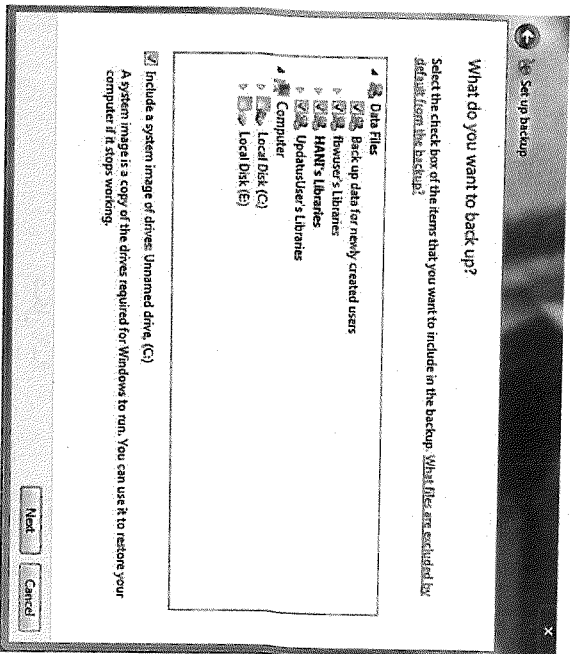 Set up backup
What do you want to back up?
Select the check box of the items that you want to include in the backup. What files are excluded by
default from the backup?
Data Files
Back up data for newly created users
fbwuser's Libraries
HANI's Libraries
UpdatusUser's Libraries
Computer
Local Disk (C:)
Local Disk (E:)
Include a system image of drives: Unnamed drive, (C:)
A system image is a copy of the drives required for Windows to run. You can use it to restore your
computer if it stops working.
Next Cancel